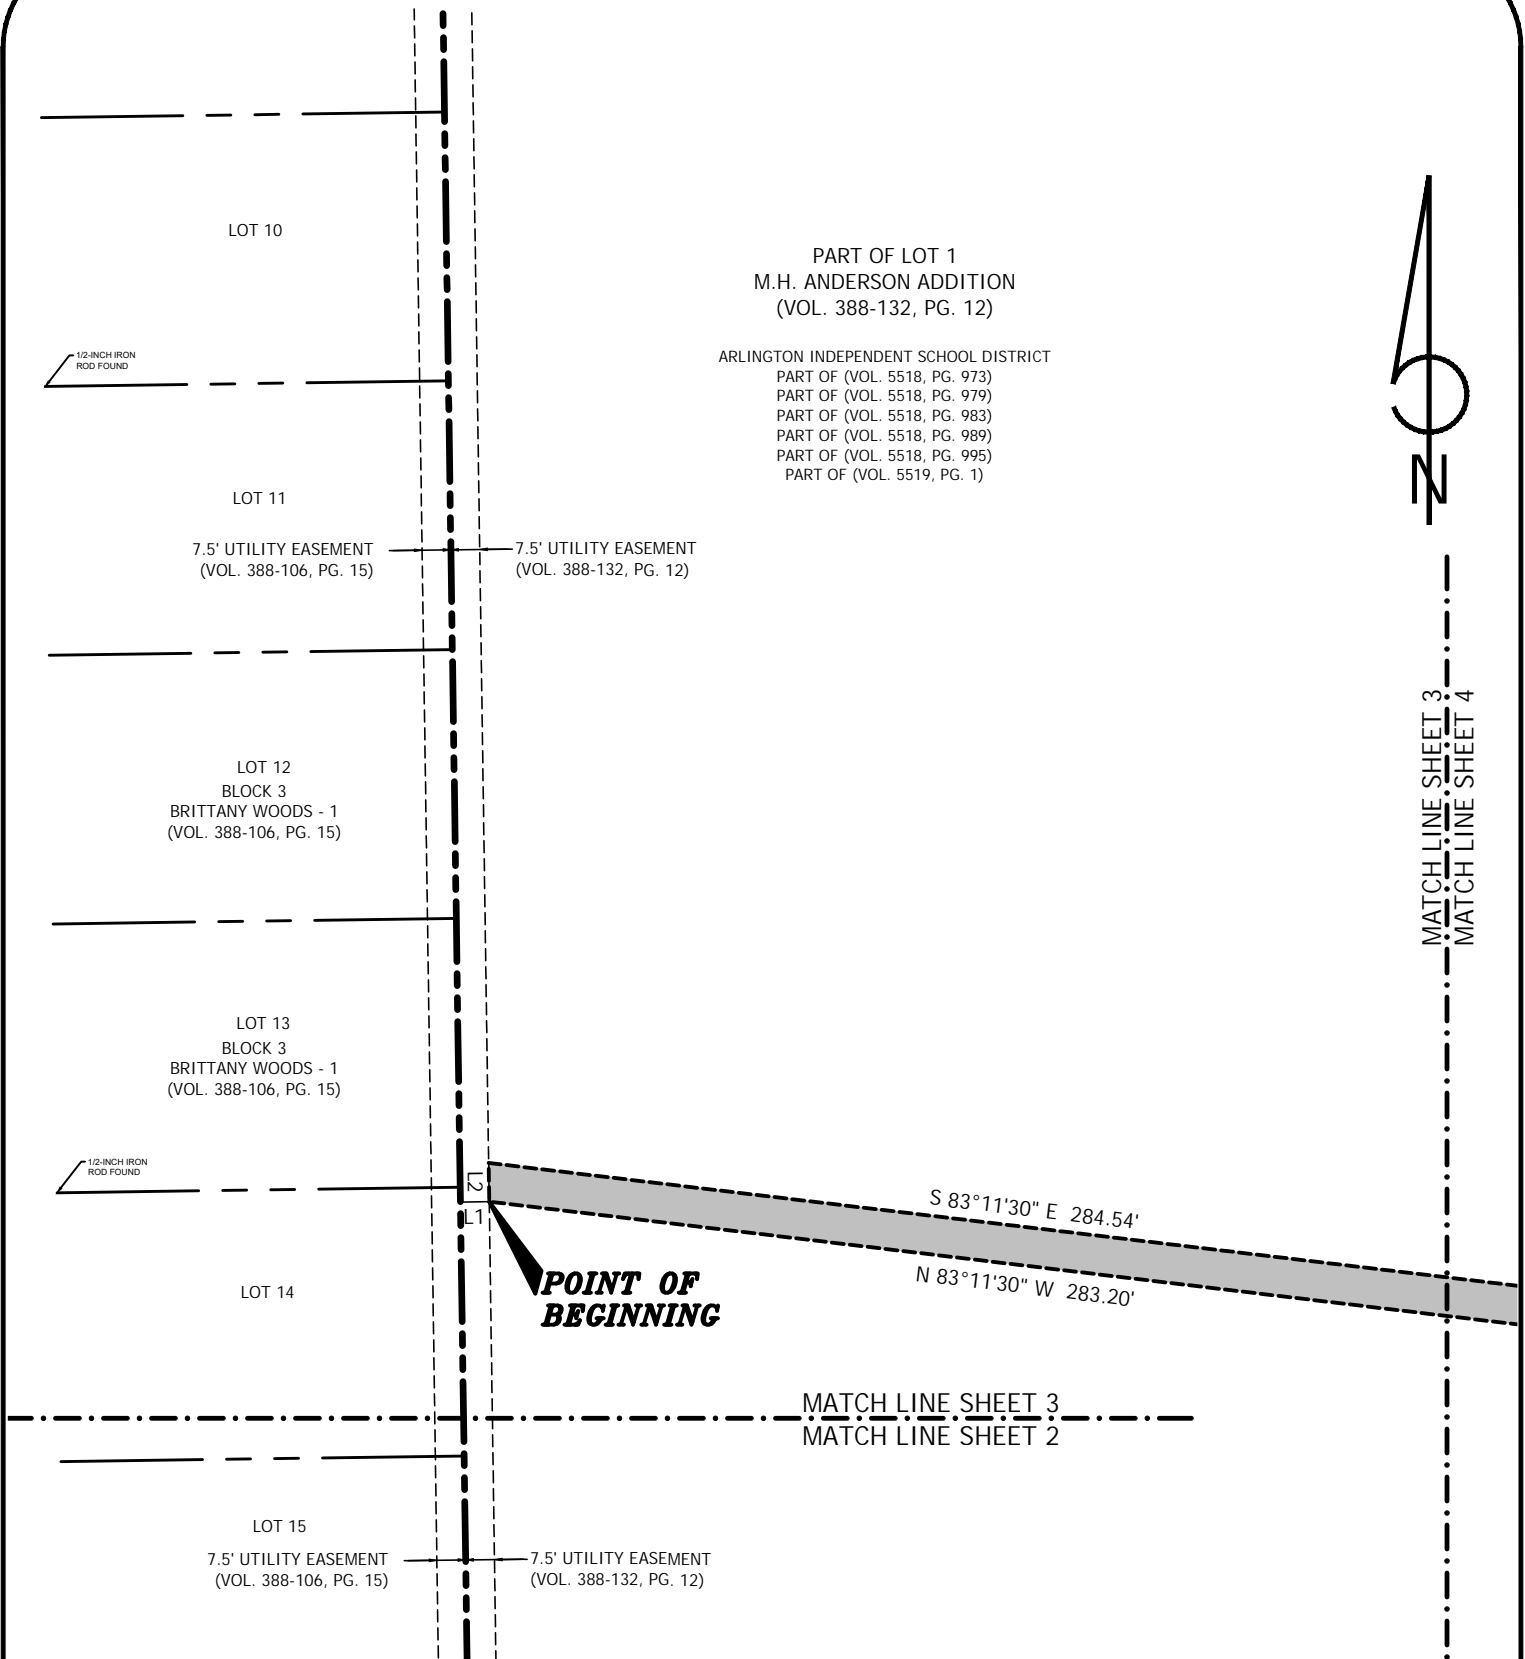 LOT 10
PART OF LOT 1
M.H. ANDERSON ADDITION
(VOL. 388-132, PG. 12)
ARLINGTON INDEPENDENT SCHOOL DISTRICT
PART OF (VOL. 5518, PG. 973)
PART OF (VOL. 5518, PG. 979)
PART OF (VOL. 5518, PG. 983)
PART OF (VOL. 5518, PG. 989)
PART OF (VOL. 5518, PG. 995)
PART OF (VOL. 5519, PG. 1)
N
1/2-INCH IRON
ROD FOUND
LOT 11
7.5' UTILITY EASEMENT
(VOL. 388-106, PG. 15)
7.5' UTILITY EASEMENT
(VOL. 388-132, PG. 12)
MATCH LINE SHEET 3
MATCH LINE SHEET 4
LOT 12
BLOCK 3
BRITTANY WOODS - 1
(VOL. 388-106, PG. 15)
LOT 13
BLOCK 3
BRITTANY WOODS - 1
(VOL. 388-106, PG. 15)
1/2-INCH IRON
ROD FOUND
L2
L1
S 83°11'30" E 284.54'
N 83°11'30" W 283.20'
POINT OF
BEGINNING
LOT 14
MATCH LINE SHEET 3
MATCH LINE SHEET 2
LOT 15
7.5' UTILITY EASEMENT
(VOL. 388-106, PG. 15)
7.5' UTILITY EASEMENT
(VOL. 388-132, PG. 12)